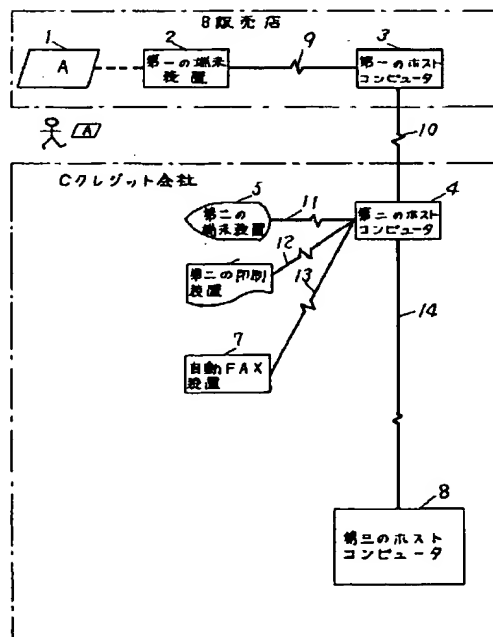 B販売店
1
A
2
第一の端末
装置
9
3
第一のホスト
コンピュータ
10
A
Cクレジット会社
5
第二の
端末装置
11
4
第二のホスト
コンピュータ
12
第二の印刷
装置
13
14
7
自動FAX
装置
8
第三のホスト
コンピュータ